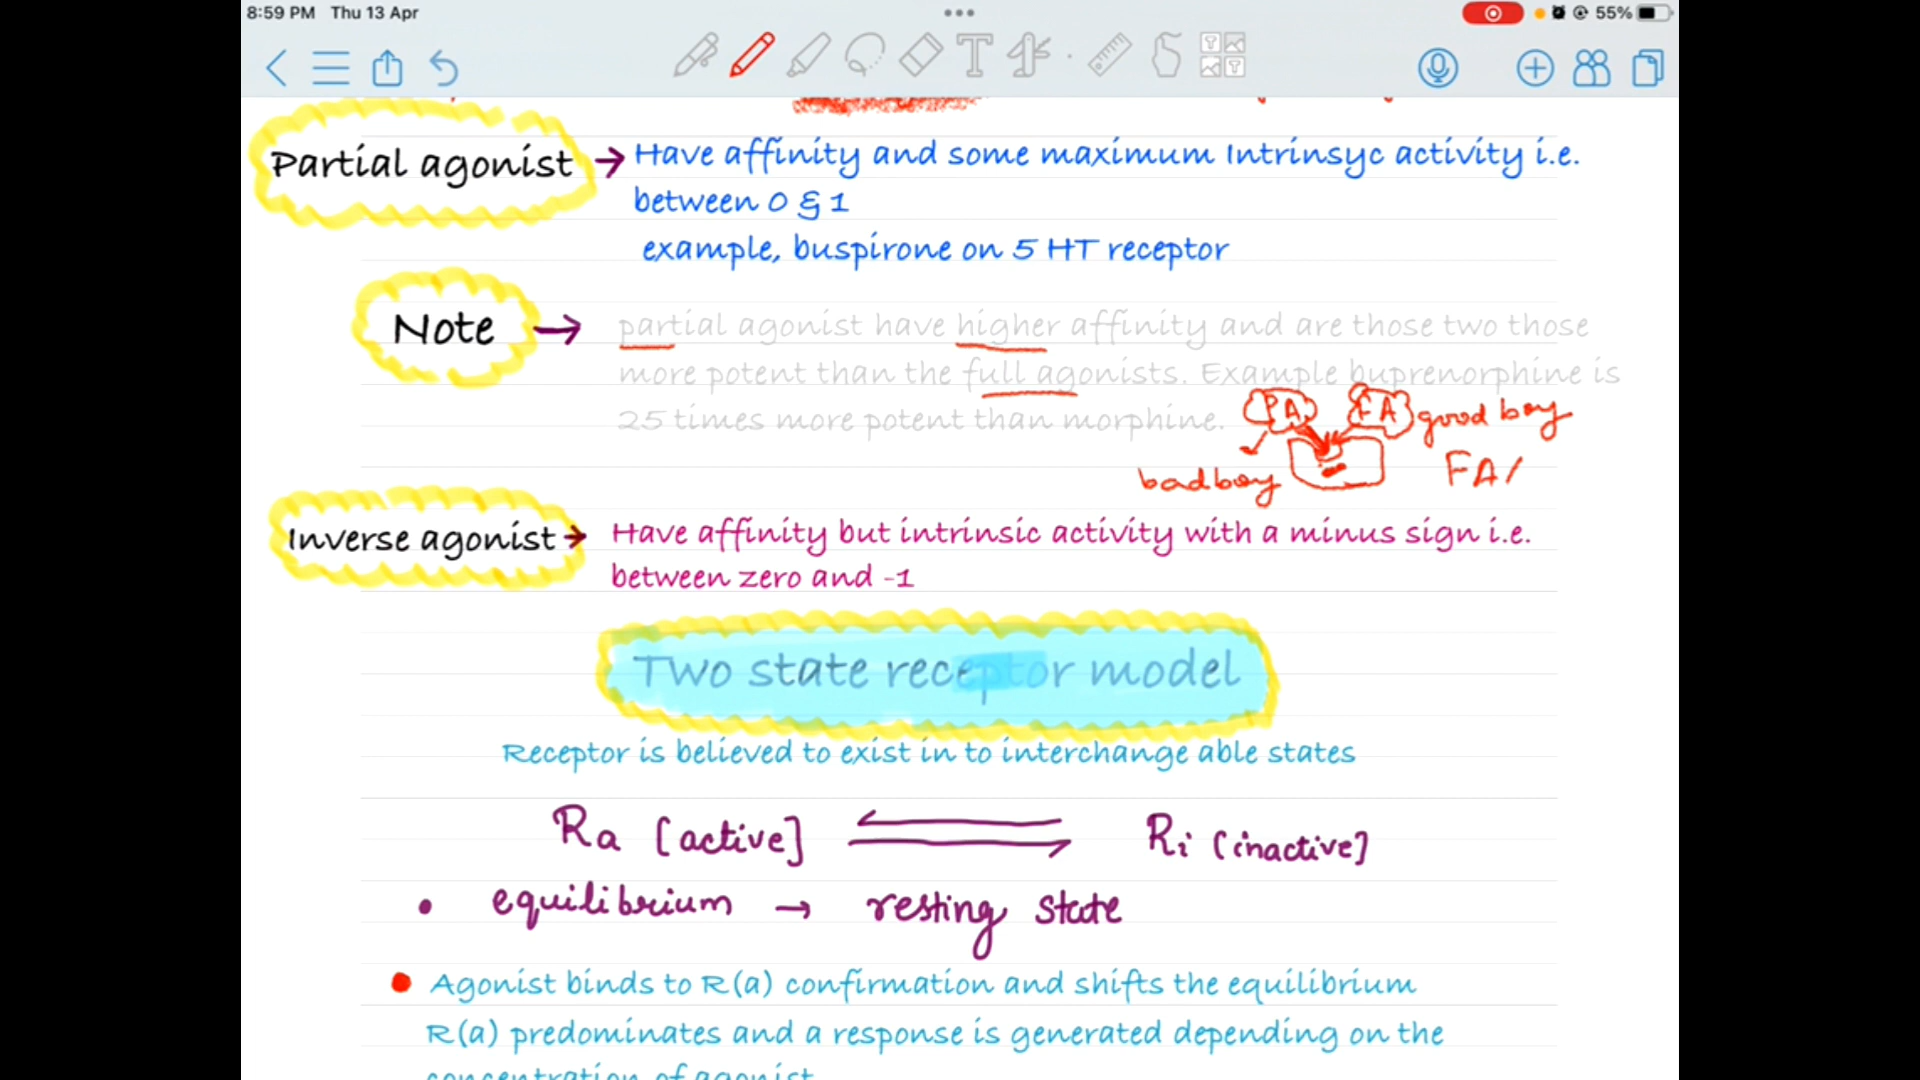 8:59 PM Thu 13 Apr
55%
Partial agonist → Have affinity and some maximum Intrinsyc activity i.e.
between 0 & 1
example, buspirone on 5 HT receptor
Note → partial agonist have higher affinity and are those two those
more potent than the full agonists. Example buprenorphine is
25 times more potent than morphine.
PA FA good boy
bad boy FA/
Inverse agonist → Have affinity but intrinsic activity with a minus sign i.e.
between zero and -1
Two state receptor model
Receptor is believed to exist in to interchange able states
Ra [active] ⇌ Ri [inactive]
• equilibrium → resting state
• Agonist binds to R(a) confirmation and shifts the equilibrium
R(a) predominates and a response is generated depending on the
concentration of agonist